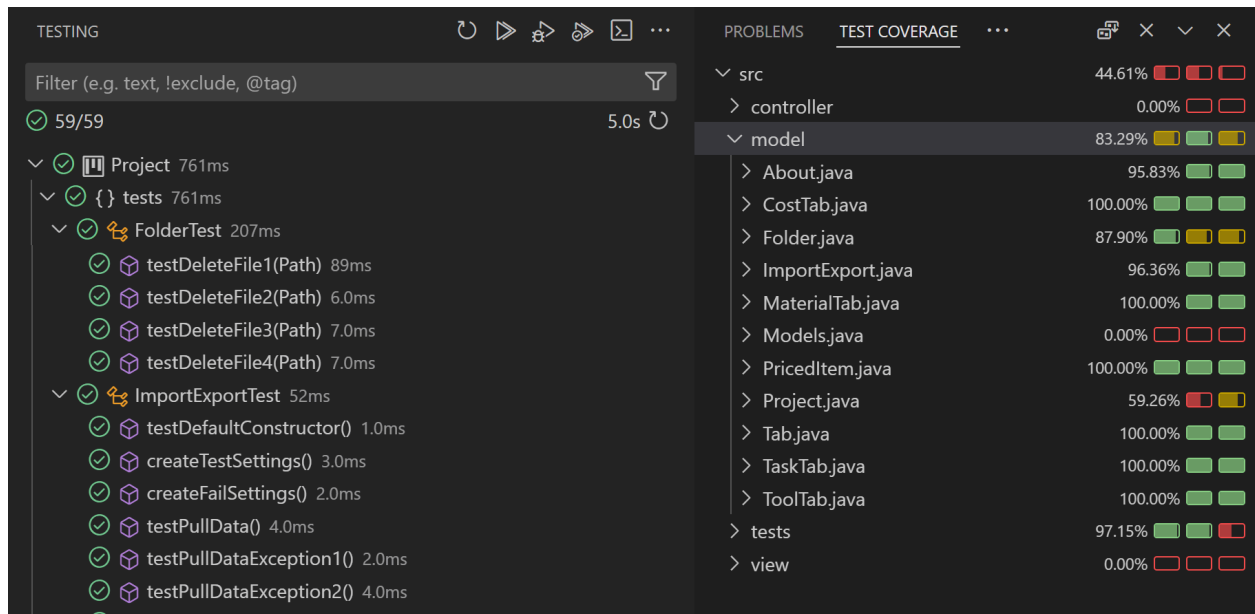 TESTING
Filter (e.g. text, !exclude, @tag)
59/59 5.0s
Project 761ms
{} tests 761ms
FolderTest 207ms
testDeleteFile1(Path) 89ms
testDeleteFile2(Path) 6.0ms
testDeleteFile3(Path) 7.0ms
testDeleteFile4(Path) 7.0ms
ImportExportTest 52ms
testDefaultConstructor() 1.0ms
createTestSettings() 3.0ms
createFailSettings() 2.0ms
testPullData() 4.0ms
testPullDataException1() 2.0ms
testPullDataException2() 4.0ms
PROBLEMS TEST COVERAGE
src 44.61%
controller 0.00%
model 83.29%
About.java 95.83%
CostTab.java 100.00%
Folder.java 87.90%
ImportExport.java 96.36%
MaterialTab.java 100.00%
Models.java 0.00%
PricedItem.java 100.00%
Project.java 59.26%
Tab.java 100.00%
TaskTab.java 100.00%
ToolTab.java 100.00%
tests 97.15%
view 0.00%